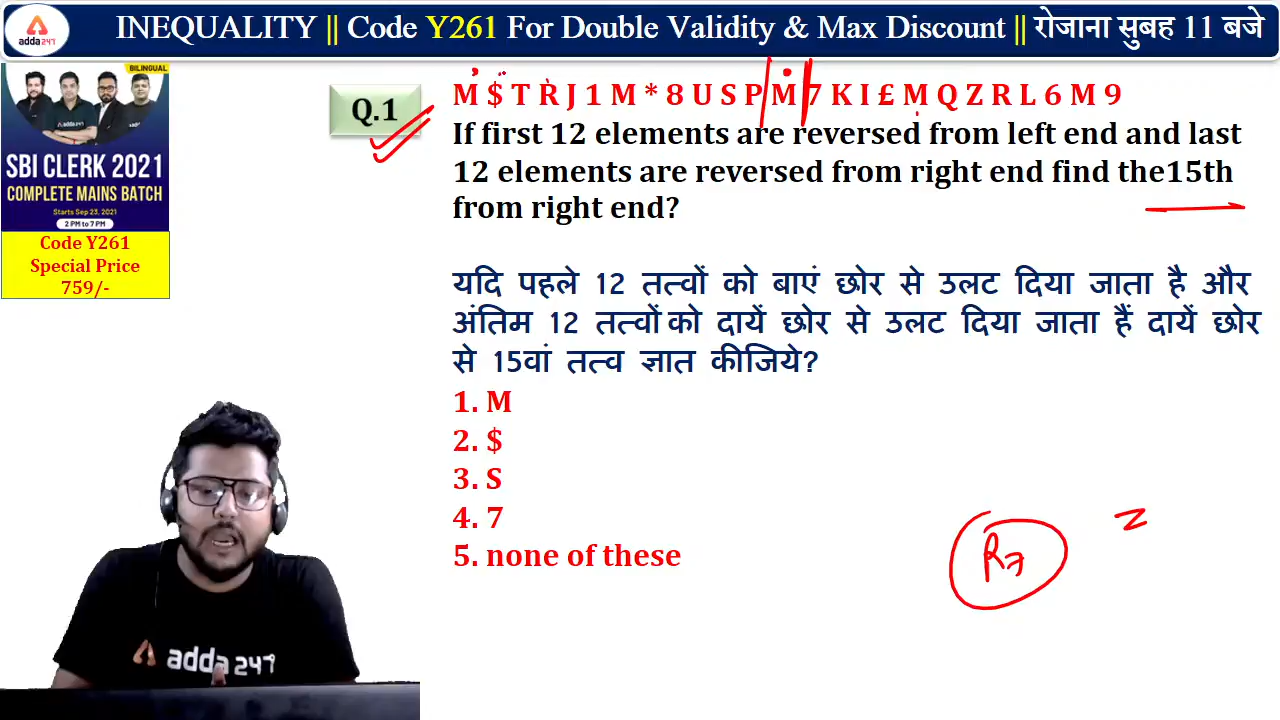 INEQUALITY || Code Y261 For Double Validity & Max Discount || रोजाना सुबह 11 बजे
adda247
BILINGUAL
SBI CLERK 2021
COMPLETE MAINS BATCH
Starts Sep 23, 2021
2 PM to 7 PM
Code Y261
Special Price
759/-
Q.1
M $ T R J 1 M * 8 U S P M 7 K I £ M Q Z R L 6 M 9
If first 12 elements are reversed from left end and last
12 elements are reversed from right end find the15th
from right end?
यदि पहले 12 तत्वों को बाएं छोर से उलट दिया जाता है और
अंतिम 12 तत्वों को दायें छोर से उलट दिया जाता हैं दायें छोर
से 15वां तत्व ज्ञात कीजिये?
1. M
2. $
3. S
4. 7
5. none of these
R7
adda 247